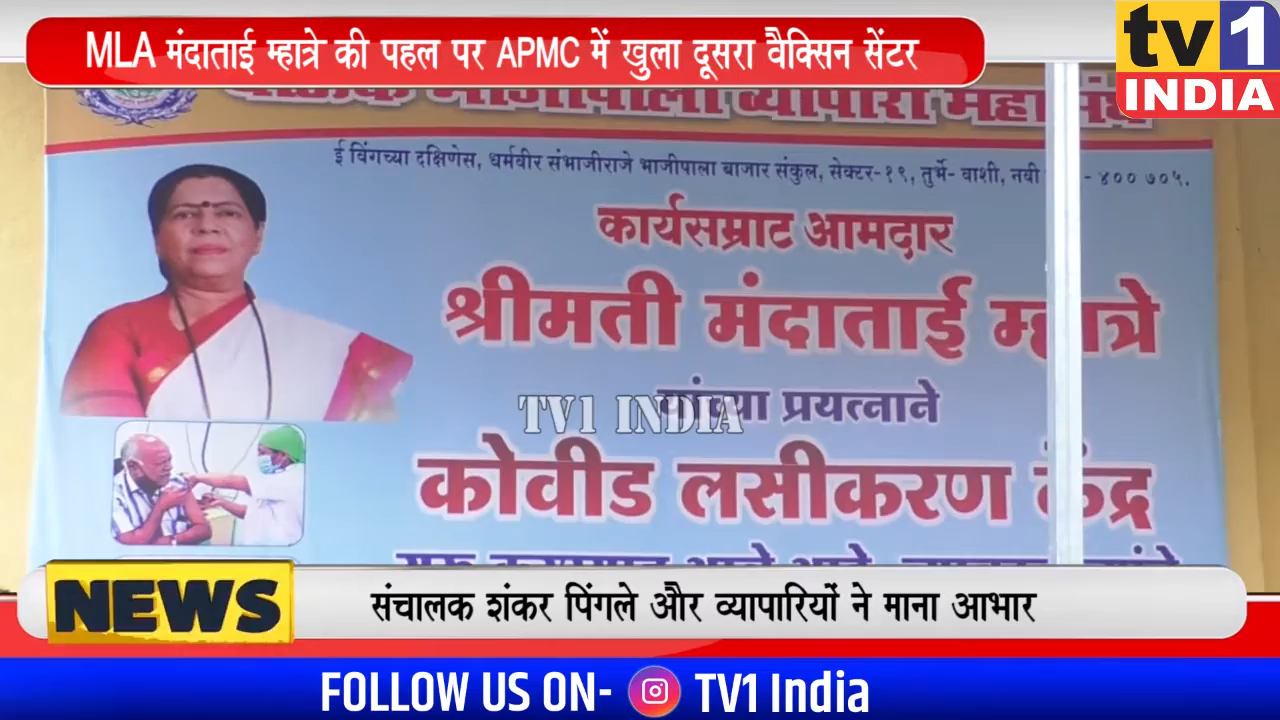 MLA मंदाताई म्हात्रे की पहल पर APMC में खुला दूसरा वैक्सिन सेंटर
tv1
INDIA
भाजीपाला व्यापारी
ई विंगच्या दक्षिणेस, धर्मवीर संभाजीराजे भाजीपाला बाजार संकुल, सेक्टर-१९, तुर्भे- वाशी, नवी - ४०० ७०५.
कार्यसम्राट आमदार
श्रीमती मंदाताई म्हात्रे
यांच्या प्रयत्नाने
TV1 INDIA
कोवीड लसीकरण केंद्र
NEWS
संचालक शंकर पिंगले और व्यापारियों ने माना आभार
FOLLOW US ON- TV1 India